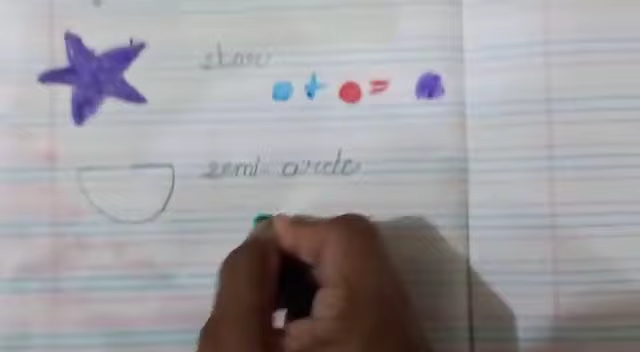 star
+ =
semi circle